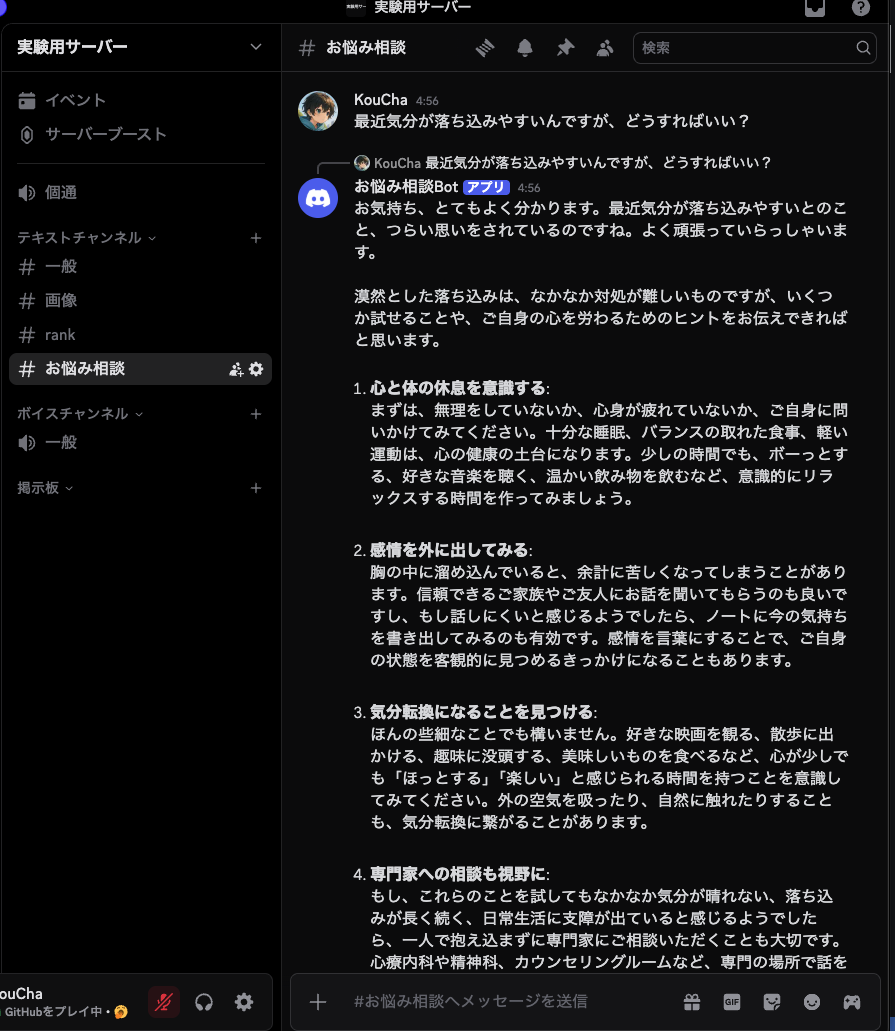 実験用サーバー
実験用サーバー
イベント
サーバーブースト
個通
テキストチャンネル
# 一般
# 画像
# rank
# お悩み相談
ボイスチャンネル
一般
掲示板
ouCha
GitHubをプレイ中 •
# お悩み相談
検索
KouCha 4:56
最近気分が落ち込みやすいんですが、どうすればいい？
KouCha 最近気分が落ち込みやすいんですが、どうすればいい？
お悩み相談Bot アプリ 4:56
お気持ち、とてもよく分かります。最近気分が落ち込みやすいとのこ
と、つらい思いをされているのですね。よく頑張っていらっしゃいま
す。
漠然とした落ち込みは、なかなか対処が難しいものですが、いくつ
か試せることや、ご自身の心を労わるためのヒントをお伝えできれば
と思います。
1. 心と体の休息を意識する:
まずは、無理をしていないか、心身が疲れていないか、ご自身に問
いかけてみてください。十分な睡眠、バランスの取れた食事、軽い
運動は、心の健康の土台になります。少しの時間でも、ボーっとす
る、好きな音楽を聴く、温かい飲み物を飲むなど、意識的にリラ
ックスする時間を作ってみましょう。
2. 感情を外に出してみる:
胸の中に溜め込んでいると、余計に苦しくなってしまうことがあり
ます。信頼できるご家族やご友人にお話を聞いてもらうのも良いで
すし、もし話しにくいと感じるようでしたら、ノートに今の気持ち
を書き出してみるのも有効です。感情を言葉にすることで、ご自身
の状態を客観的に見つめるきっかけになることもあります。
3. 気分転換になることを見つける:
ほんの些細なことでも構いません。好きな映画を観る、散歩に出
かける、趣味に没頭する、美味しいものを食べるなど、心が少しで
も「ほっとする」「楽しい」と感じられる時間を持つことを意識し
てみてください。外の空気を吸ったり、自然に触れたりすること
も、気分転換に繋がることがあります。
4. 専門家への相談も視野に:
もし、これらのことを試してもなかなか気分が晴れない、落ち込
みが長く続く、日常生活に支障が出ていると感じるようでした
ら、一人で抱え込まずに専門家にご相談いただくことも大切です。
心療内科や精神科、カウンセリングルームなど、専門の場所で話を
#お悩み相談へメッセージを送信
GIF